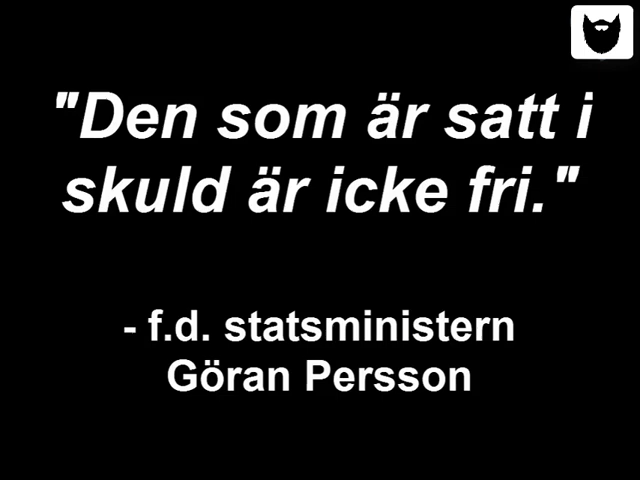 "Den som är satt i
skuld är icke fri."
- f.d. statsministern
Göran Persson